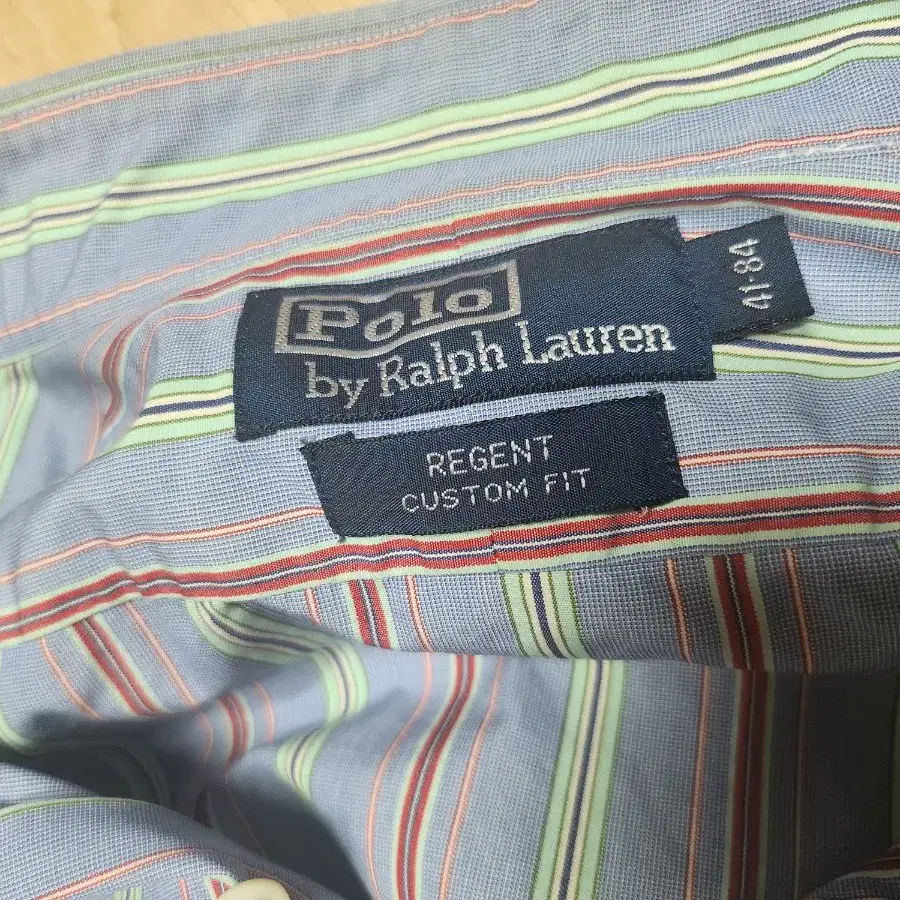 Polo
by Ralph Lauren
41-84
REGENT
CUSTOM FIT